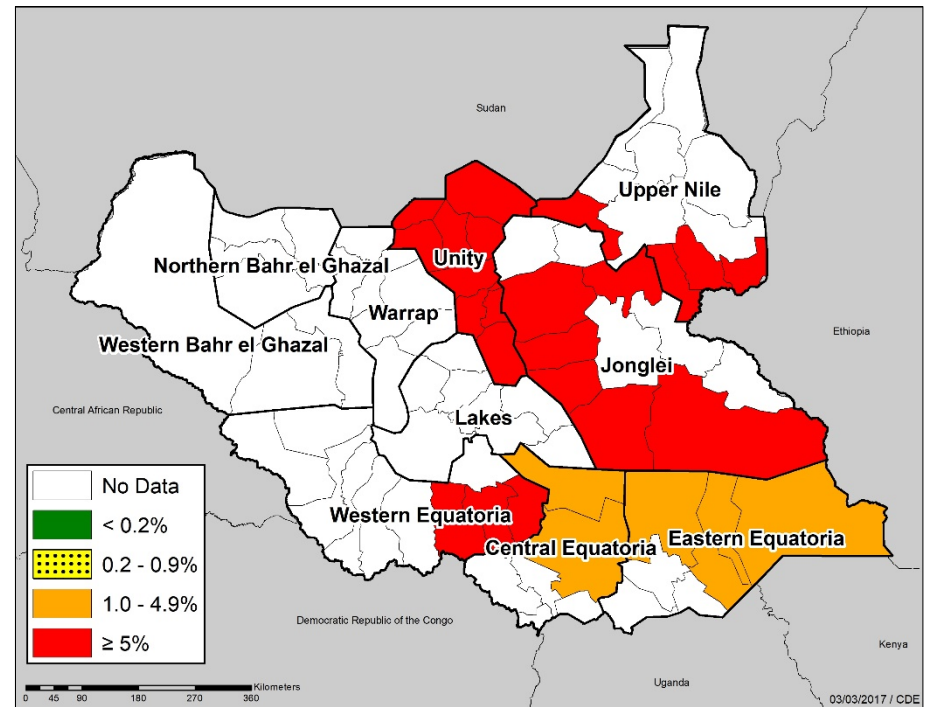 Sudan
Upper Nile
Unity
Northern Bahr el Ghazal
Warrap
Western Bahr el Ghazal
Ethiopia
Jonglei
Central African Republic
Lakes
No Data
< 0.2%
0.2 - 0.9%
1.0 - 4.9%
≥ 5%
Western Equatoria
Central Equatoria
Eastern Equatoria
Democratic Republic of the Congo
Kenya
Uganda
Kilometers
0 45 90 180 270 360
03/03/2017 / CDE